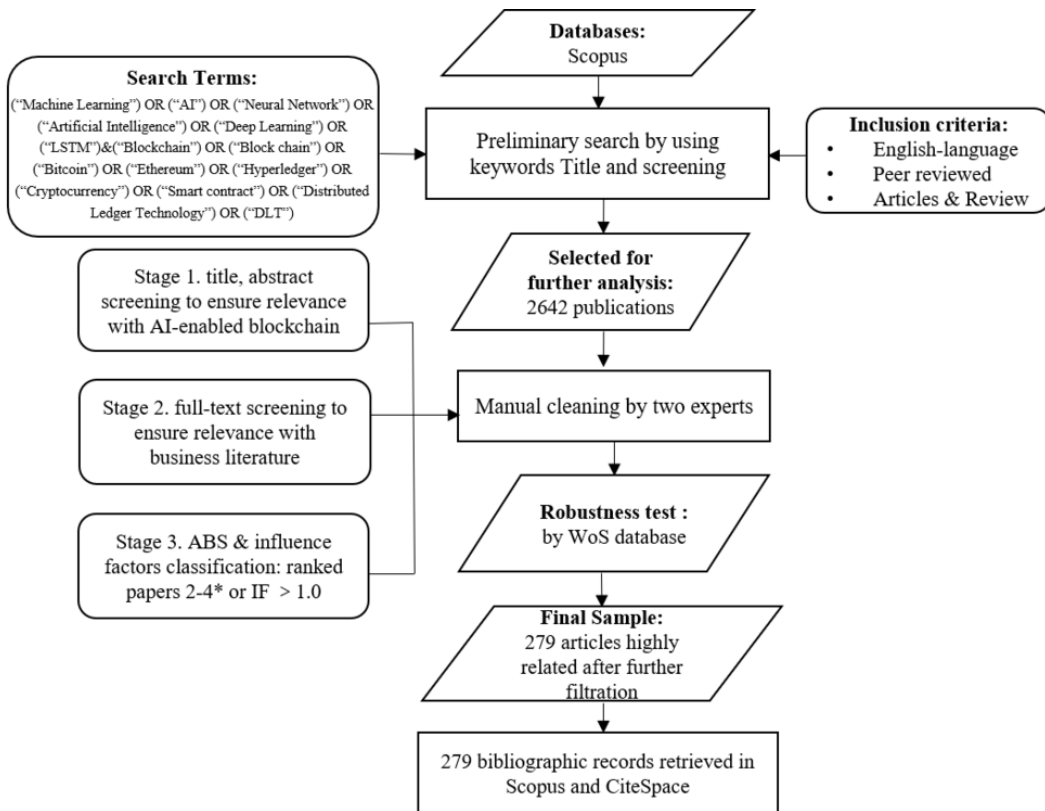 Databases:
Scopus
Search Terms:
(“Machine Learning”) OR (“AI”) OR (“Neural Network”) OR
(“Artificial Intelligence”) OR (“Deep Learning”) OR
(“LSTM”)&(“Blockchain”) OR (“Block chain”) OR
(“Bitcoin”) OR (“Ethereum”) OR (“Hyperledger”) OR
(“Cryptocurrency”) OR (“Smart contract”) OR (“Distributed
Ledger Technology”) OR (“DLT”)
Preliminary search by using
keywords Title and screening
Inclusion criteria:
• English-language
• Peer reviewed
• Articles & Review
Selected for
further analysis:
2642 publications
Stage 1. title, abstract
screening to ensure relevance
with AI-enabled blockchain
Stage 2. full-text screening to
ensure relevance with
business literature
Manual cleaning by two experts
Stage 3. ABS & influence
factors classification: ranked
papers 2-4* or IF > 1.0
Robustness test :
by WoS database
Final Sample:
279 articles highly
related after further
filtration
279 bibliographic records retrieved in
Scopus and CiteSpace